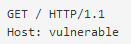 GET / HTTP/1.1
Host: vulnerable